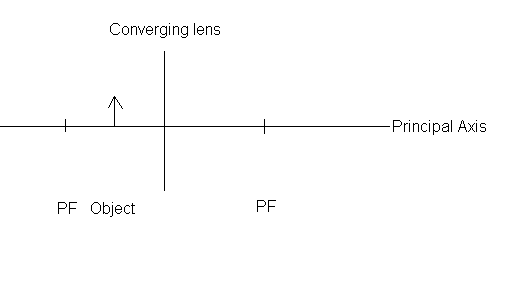 Converging lens
Principal Axis
PF Object
PF